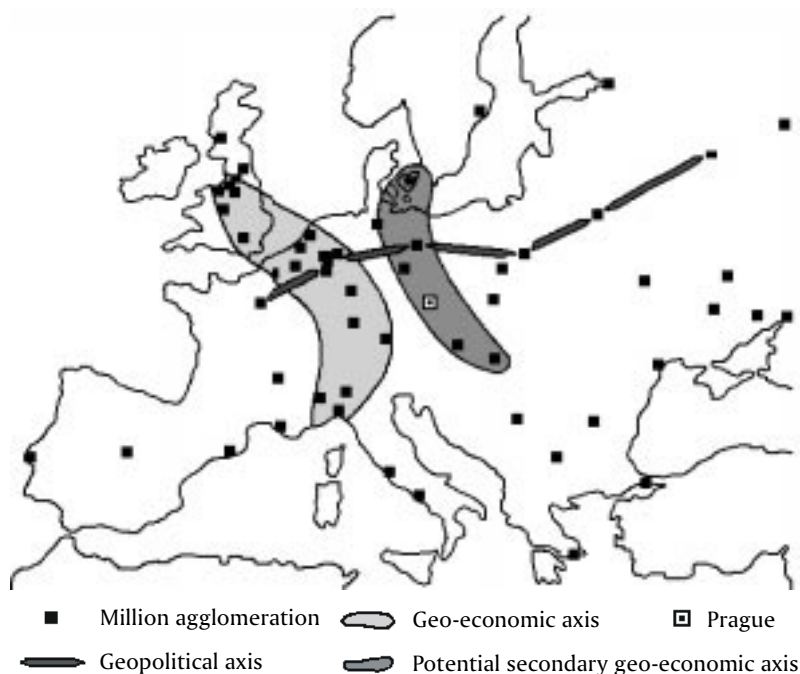 Million agglomeration
Geo-economic axis
Prague
Geopolitical axis
Potential secondary geo-economic axis